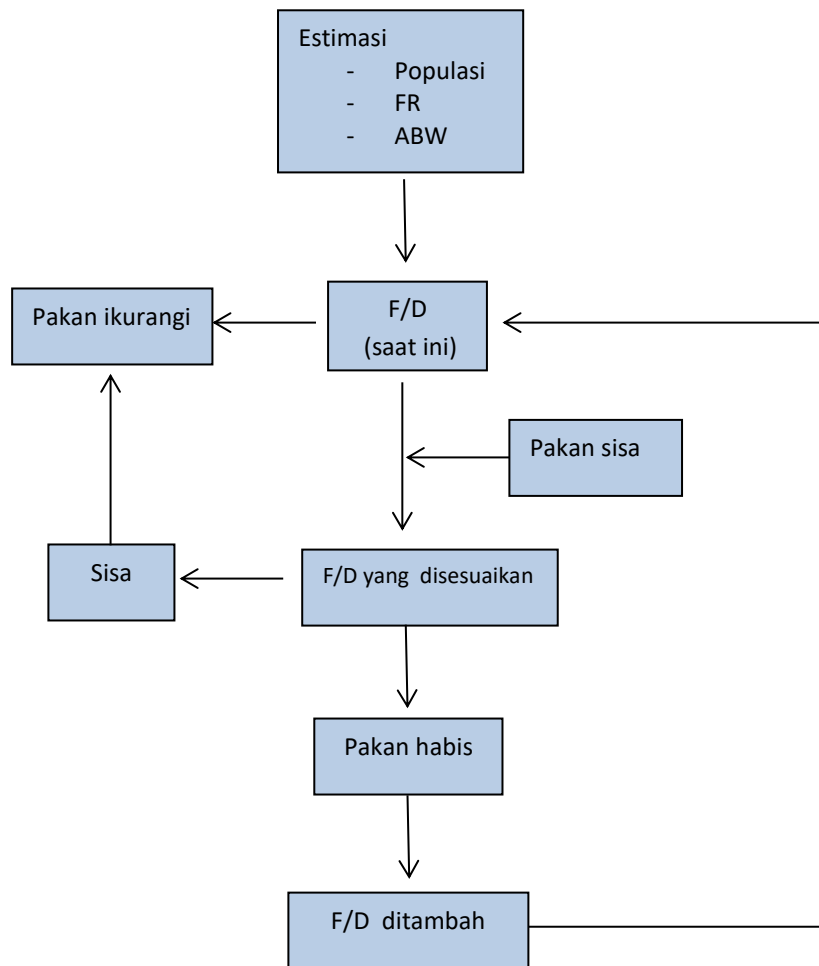 Estimasi
- Populasi
- FR
- ABW
Pakan ikurangi
F/D
(saat ini)
Pakan sisa
Sisa
F/D yang disesuaikan
Pakan habis
F/D ditambah